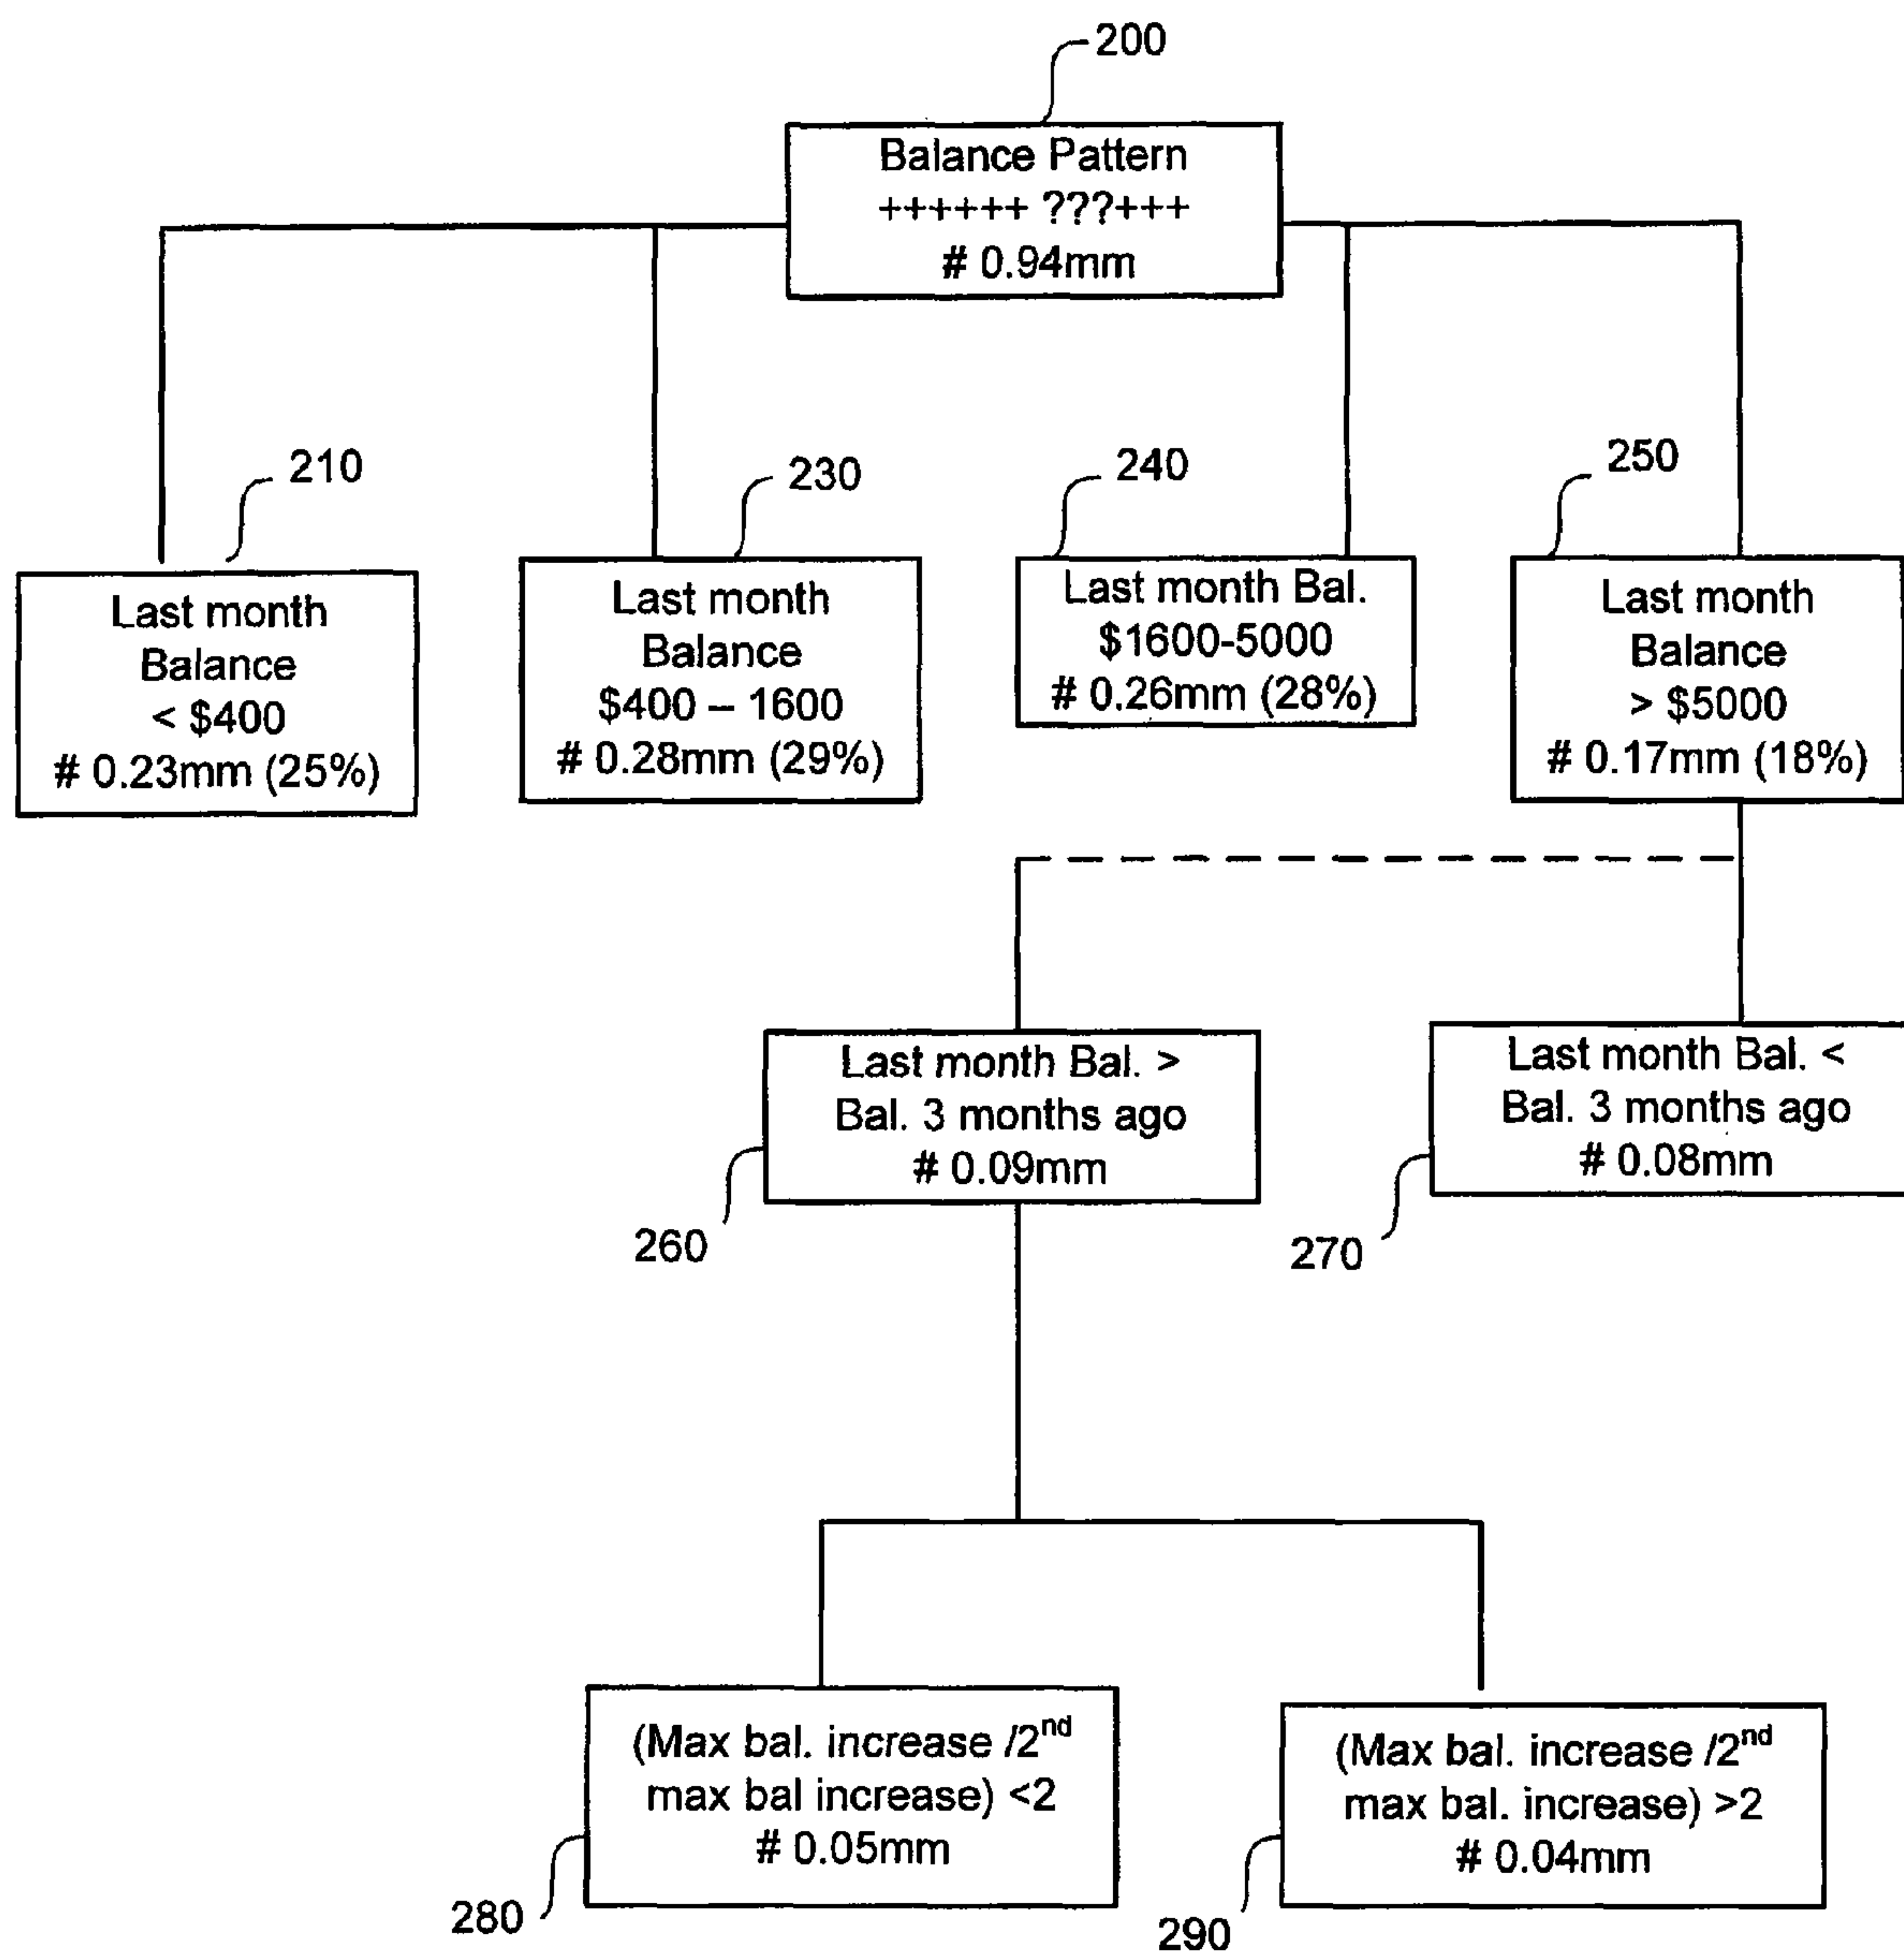 200
Balance Pattern
++++++ ???+++
# 0.94mm
210
230
240
250
Last month
Balance
< $400
# 0.23mm (25%)
Last month
Balance
$400 – 1600
# 0.28mm (29%)
Last month Bal.
$1600-5000
# 0.26mm (28%)
Last month
Balance
> $5000
# 0.17mm (18%)
Last month Bal. >
Bal. 3 months ago
# 0.09mm
260
Last month Bal. <
Bal. 3 months ago
# 0.08mm
270
(Max bal. increase /2nd
max bal increase) <2
# 0.05mm
280
(Max bal. increase /2nd
max bal. increase) >2
# 0.04mm
290